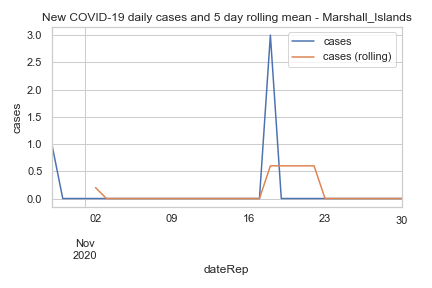 New COVID-19 daily cases and 5 day rolling mean - Marshall_Islands
cases
cases (rolling)
3.0
2.5
2.0
1.5
1.0
0.5
0.0
cases
02 09 16 23 30
Nov
2020
dateRep